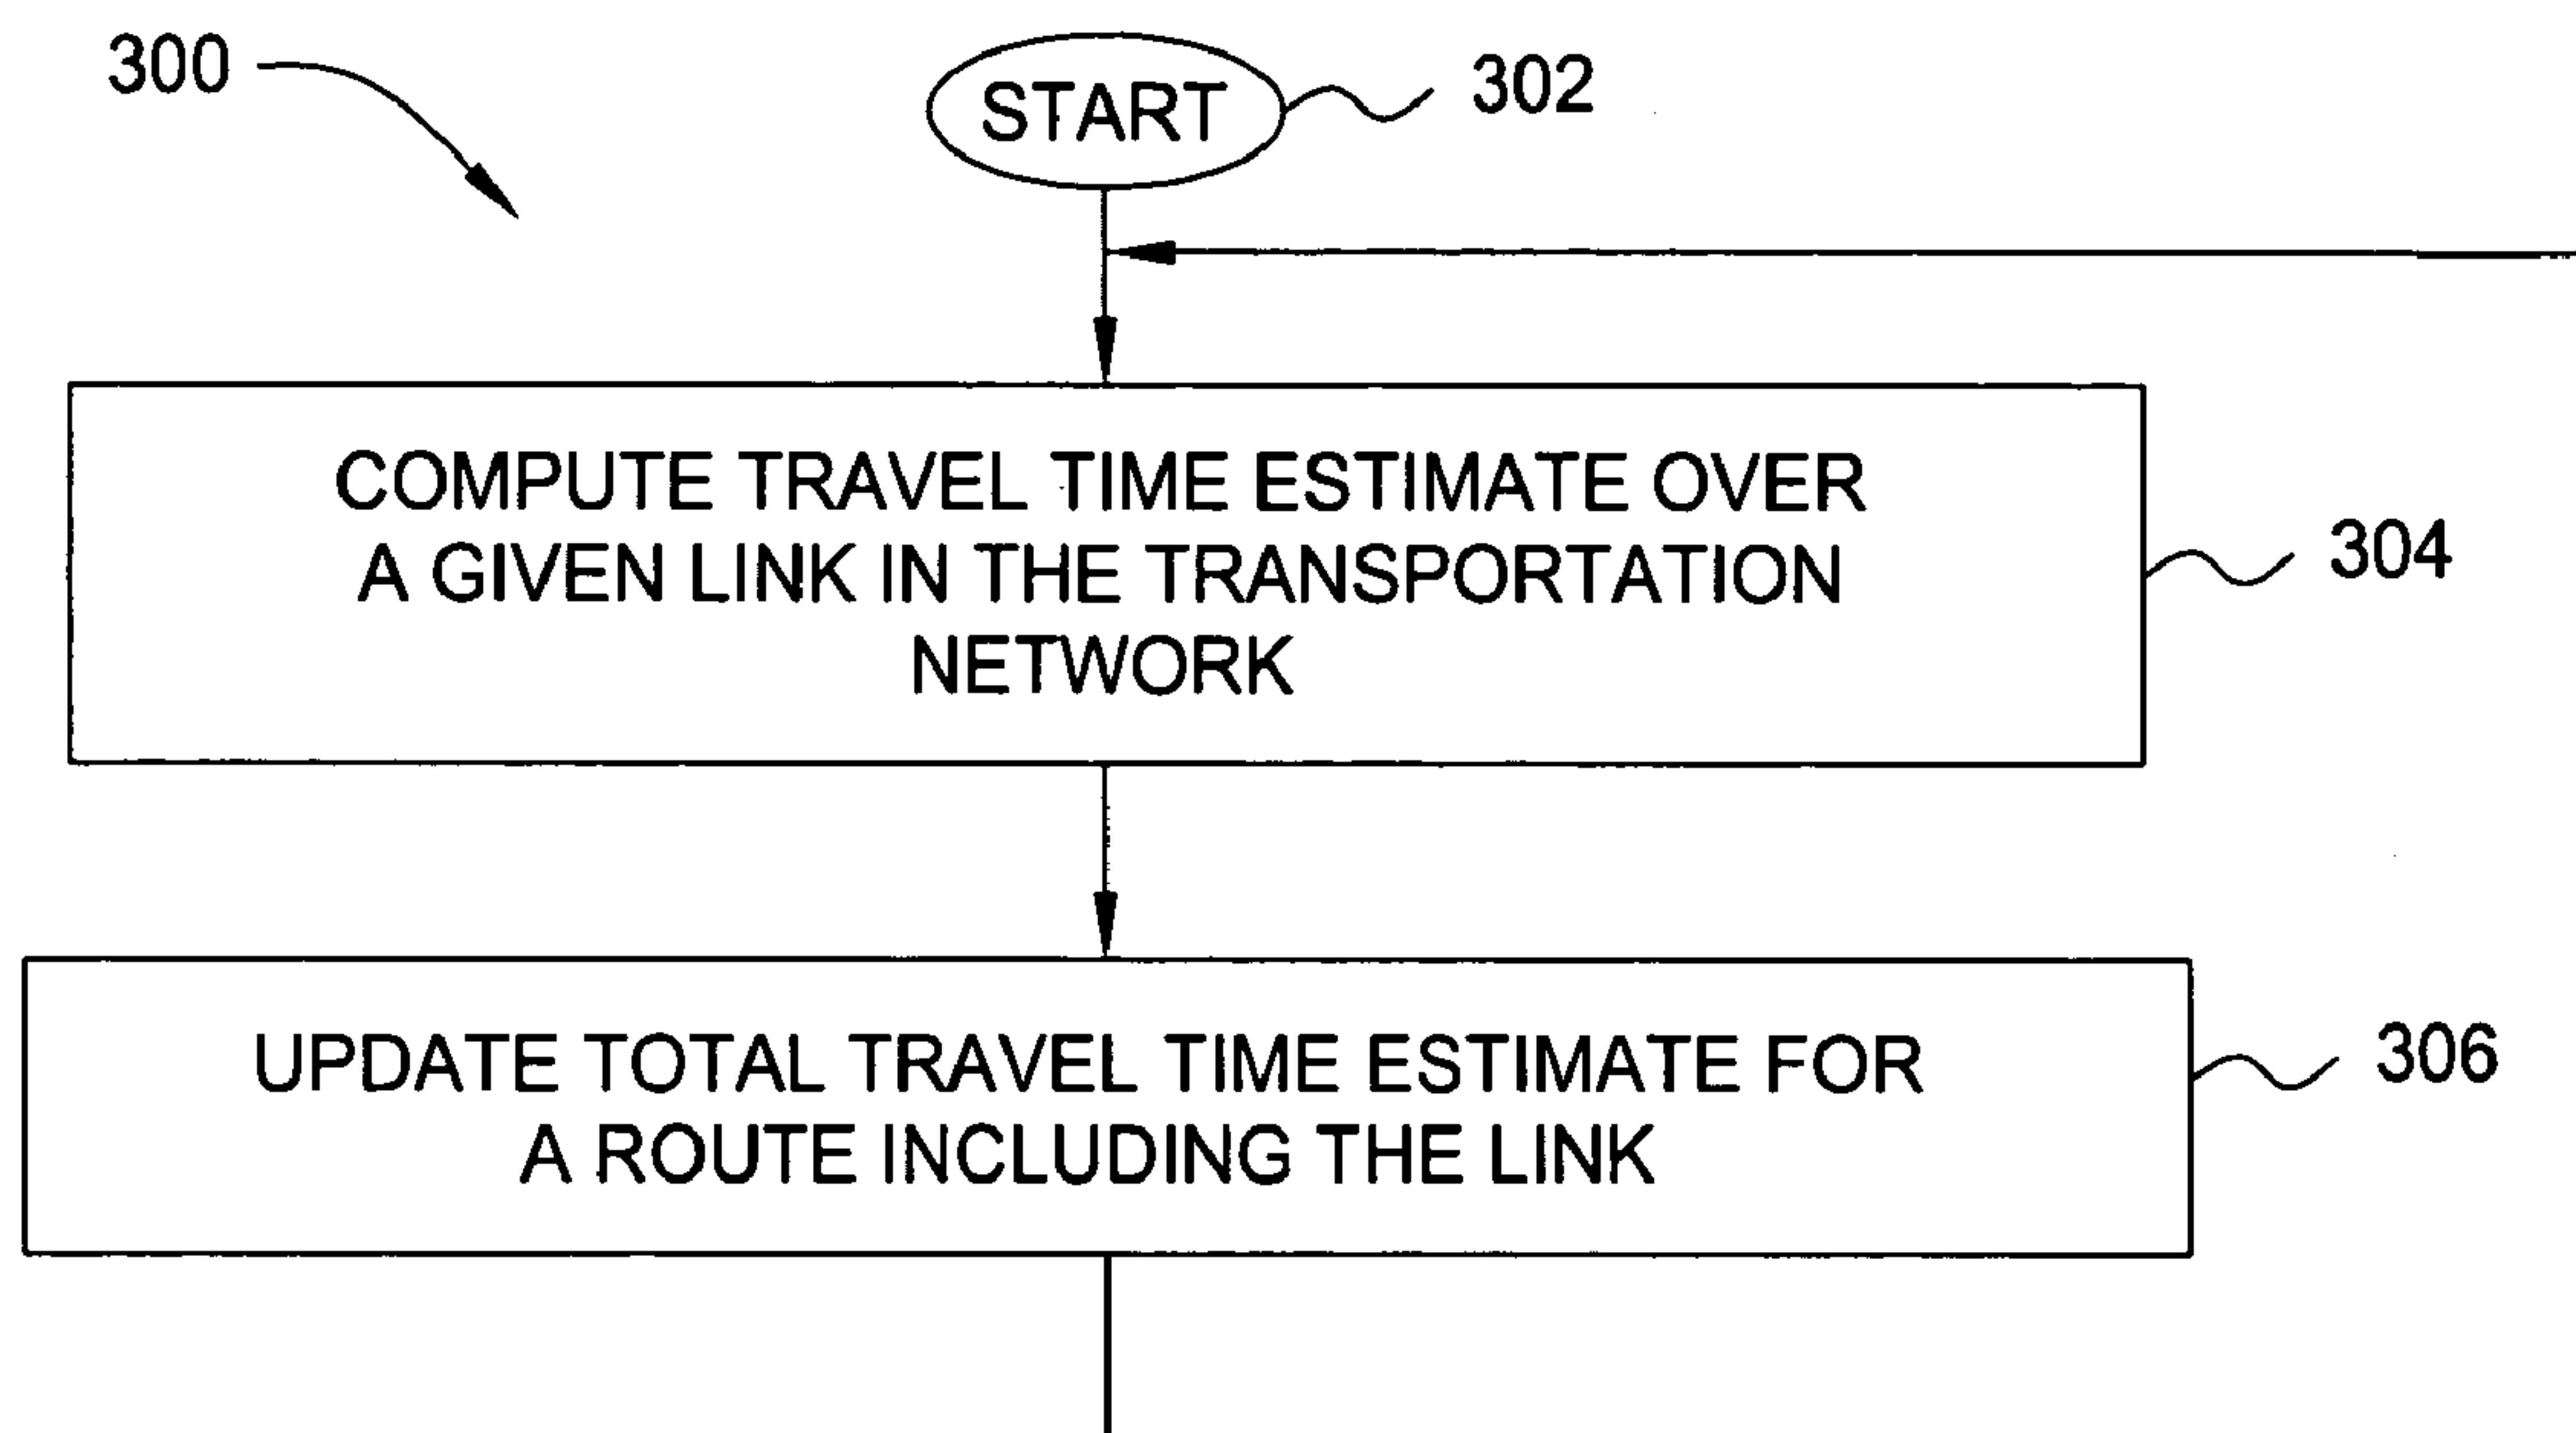 300
START
302
COMPUTE TRAVEL TIME ESTIMATE OVER
A GIVEN LINK IN THE TRANSPORTATION
NETWORK
304
UPDATE TOTAL TRAVEL TIME ESTIMATE FOR
A ROUTE INCLUDING THE LINK
306